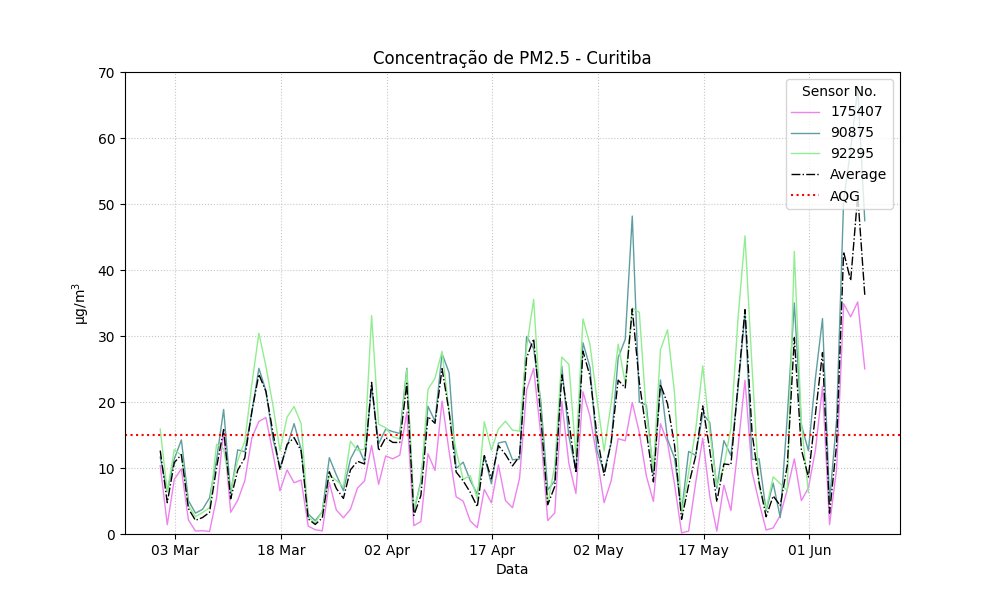 Concentração de PM2.5 - Curitiba
70
60
50
40
30
20
10
0
µg/m³
03 Mar
18 Mar
02 Apr
17 Apr
02 May
17 May
01 Jun
Data
Sensor No.
175407
90875
92295
Average
AQG